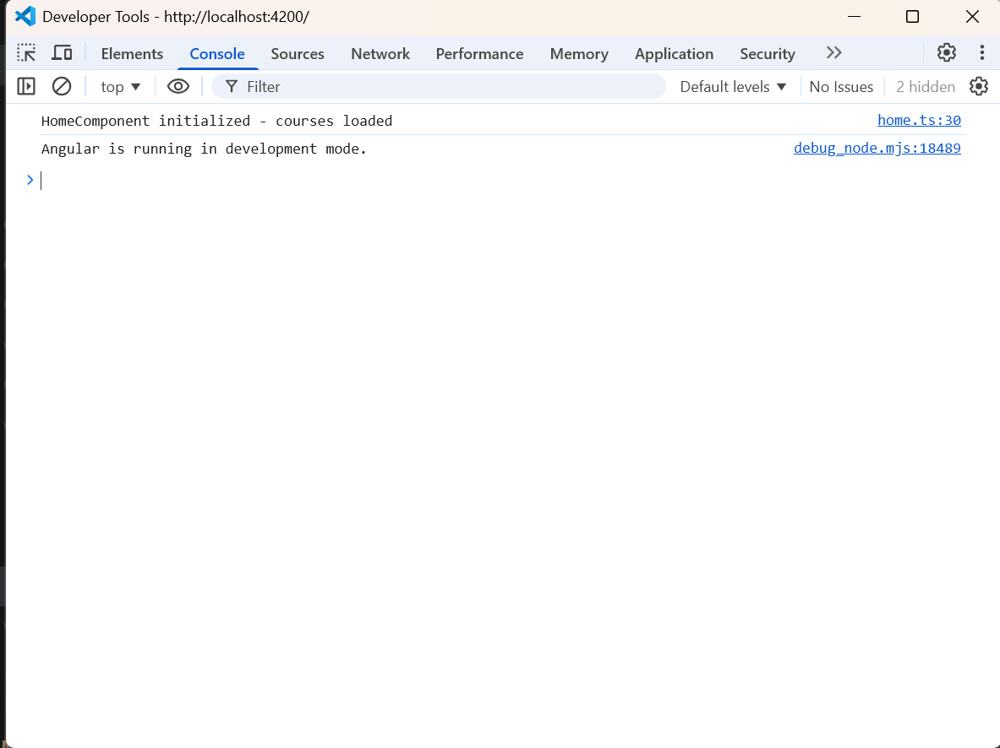 Developer Tools - http://localhost:4200/
Elements Console Sources Network Performance Memory Application Security
top Filter Default levels No Issues 2 hidden
HomeComponent initialized - courses loaded home.ts:30
Angular is running in development mode. debug_node.mjs:18489